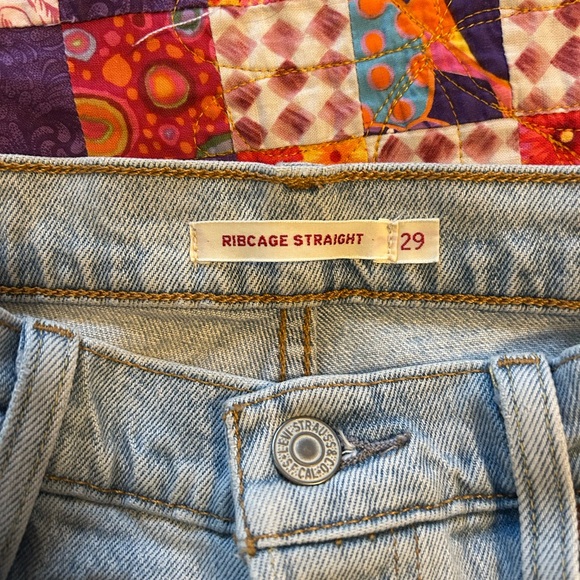 RIBCAGE STRAIGHT 29
LEVI STRAUSS & CO. S.F. CAL.